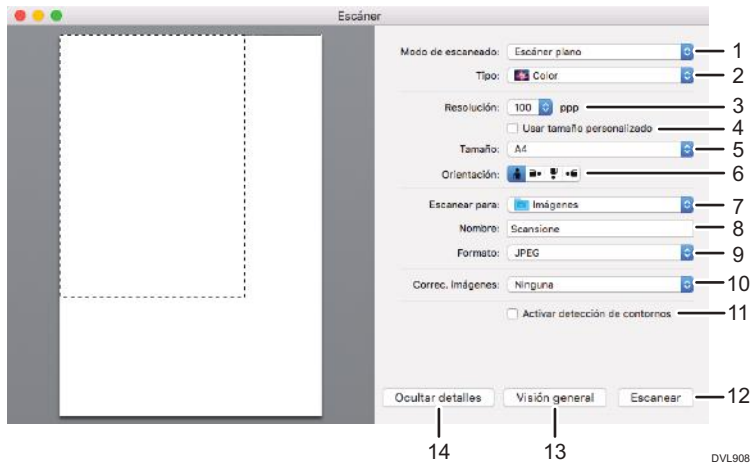 Escáner
Modo de escaneado: Escáner plano 1
Tipo: Color 2
Resolución: 100 ppp 3
Usar tamaño personalizado 4
Tamaño: A4 5
Orientación: 6
Escanear para: Imágenes 7
Nombre: Scansione 8
Formato: JPEG 9
Correc. Imágenes: Ninguna 10
Activar detección de contornos 11
Ocultar detalles Visión general Escanear 12
14 13
DVL908